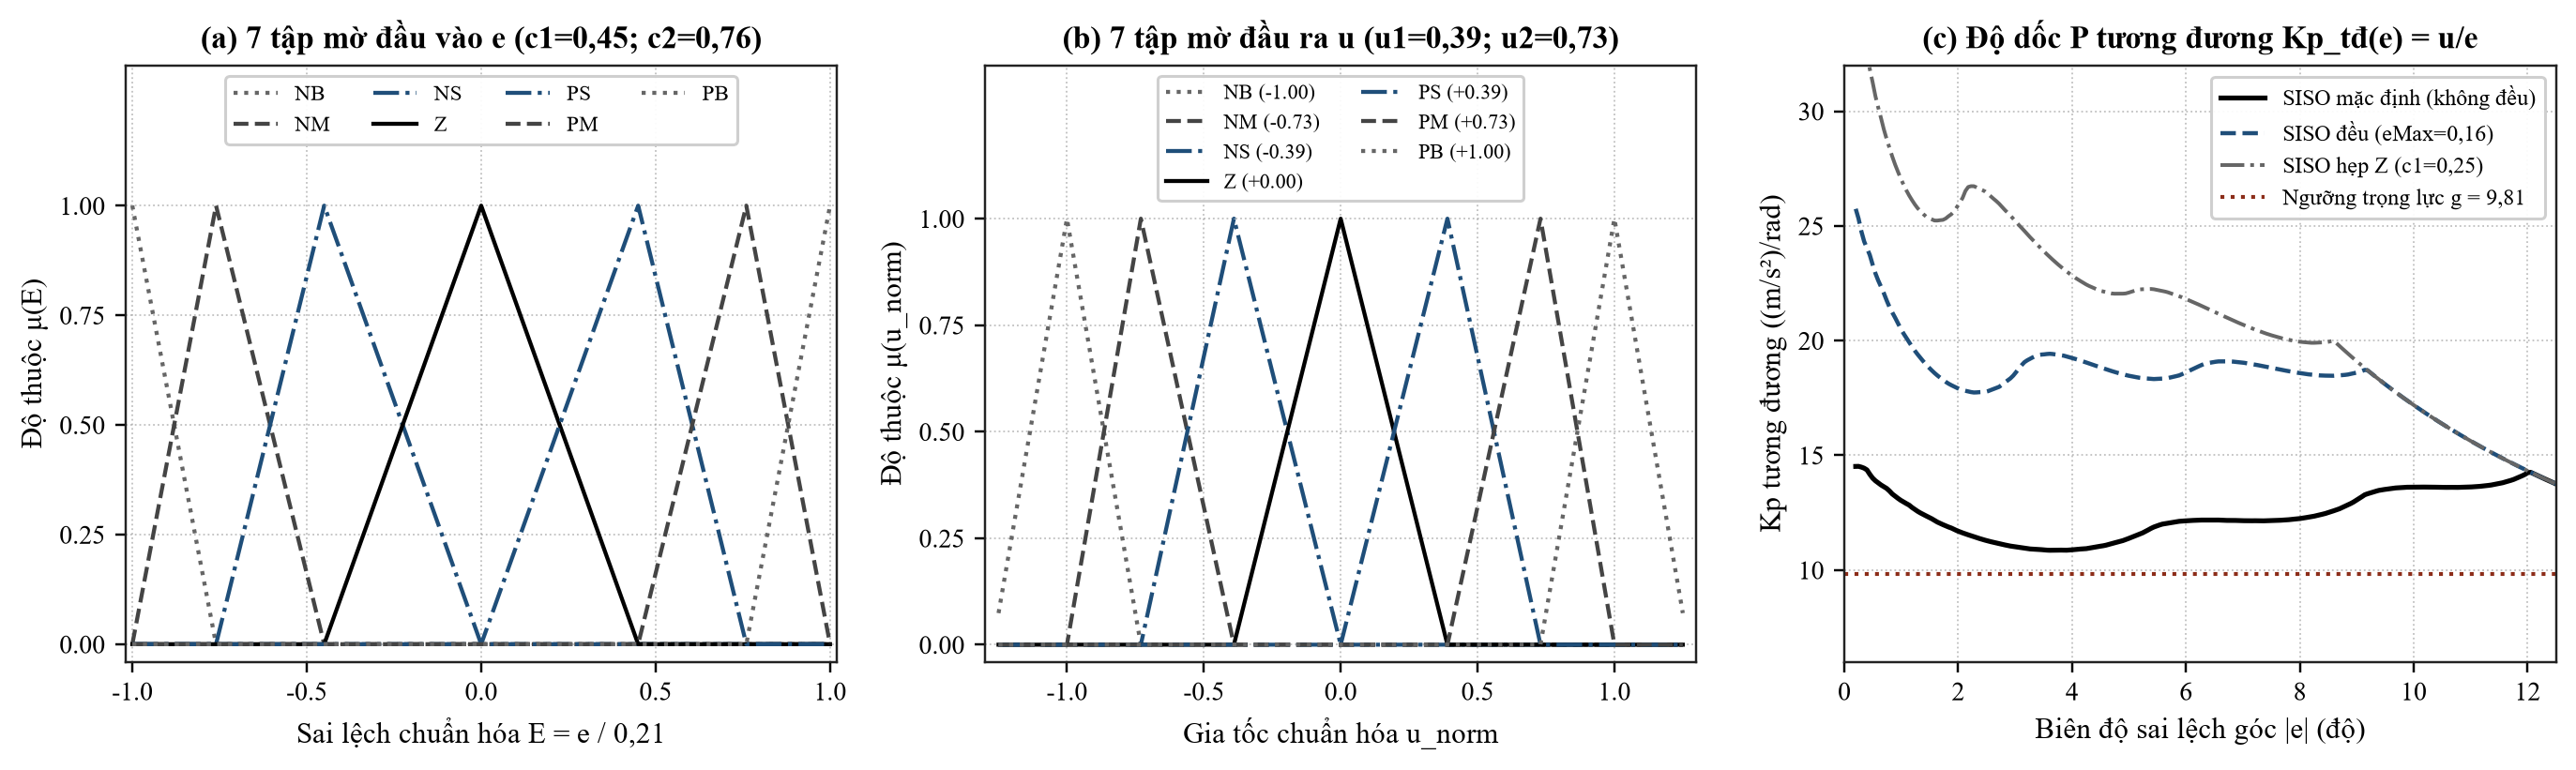 (a) 7 tập mờ đầu vào e (c1=0,45; c2=0,76)
NB
NS
PS
PB
NM
Z
PM
1.00
0.75
0.50
0.25
0.00
Độ thuộc μ(E)
-1.0
-0.5
0.0
0.5
1.0
Sai lệch chuẩn hóa E = e / 0,21
(b) 7 tập mờ đầu ra u (u1=0,39; u2=0,73)
NB (-1.00)
PS (+0.39)
NM (-0.73)
PM (+0.73)
NS (-0.39)
PB (+1.00)
Z (+0.00)
1.00
0.75
0.50
0.25
0.00
Độ thuộc μ(u_norm)
-1.0
-0.5
0.0
0.5
1.0
Gia tốc chuẩn hóa u_norm
(c) Độ dốc P tương đương Kp_tđ(e) = u/e
SISO mặc định (không đều)
SISO đều (eMax=0,16)
SISO hẹp Z (c1=0,25)
Ngưỡng trọng lực g = 9,81
30
25
20
15
10
Kp tương đương ((m/s²)/rad)
0
2
4
6
8
10
12
Biên độ sai lệch góc |e| (độ)